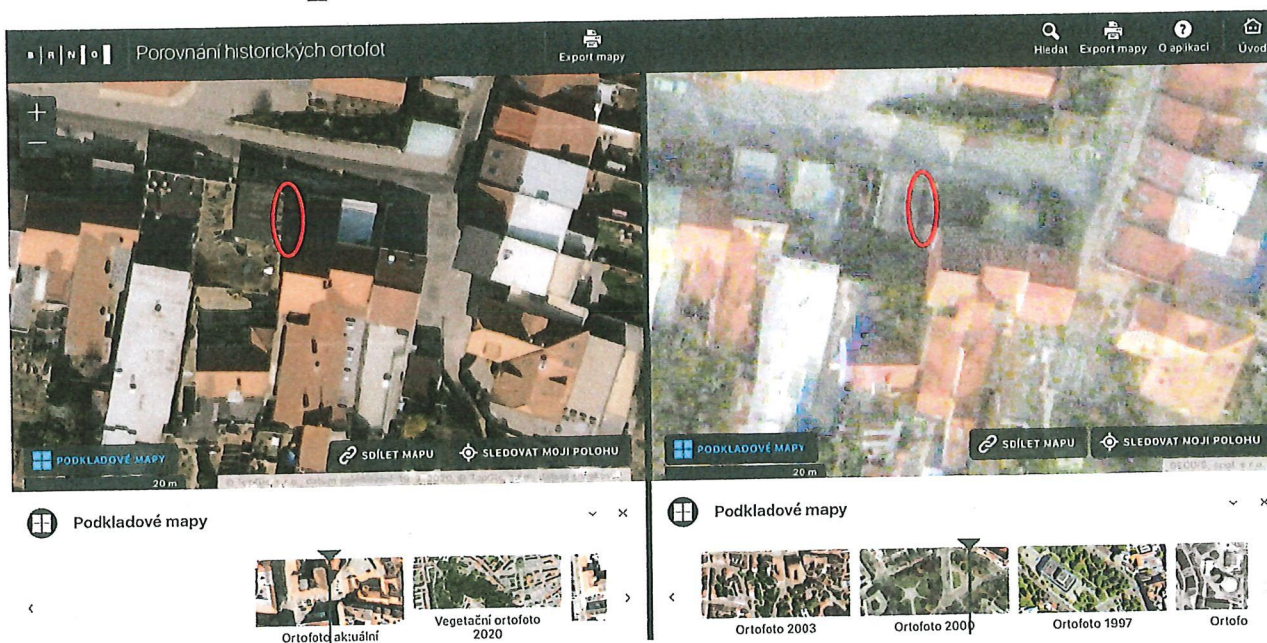 BRNO
Porovnání historických ortofot
Export mapy
Hledat
Export mapy
O aplikaci
Úvod
+
−
PODKLADOVÉ MAPY
SDÍLET MAPU
SLEDOVAT MOJI POLOHU
20 m
PODKLADOVÉ MAPY
SDÍLET MAPU
SLEDOVAT MOJI POLOHU
20 m
Podkladové mapy
Podkladové mapy
Ortofoto aktuální
Vegetační ortofoto
2020
Ortofoto 2003
Ortofoto 2000
Ortofoto 1997
Ortofo